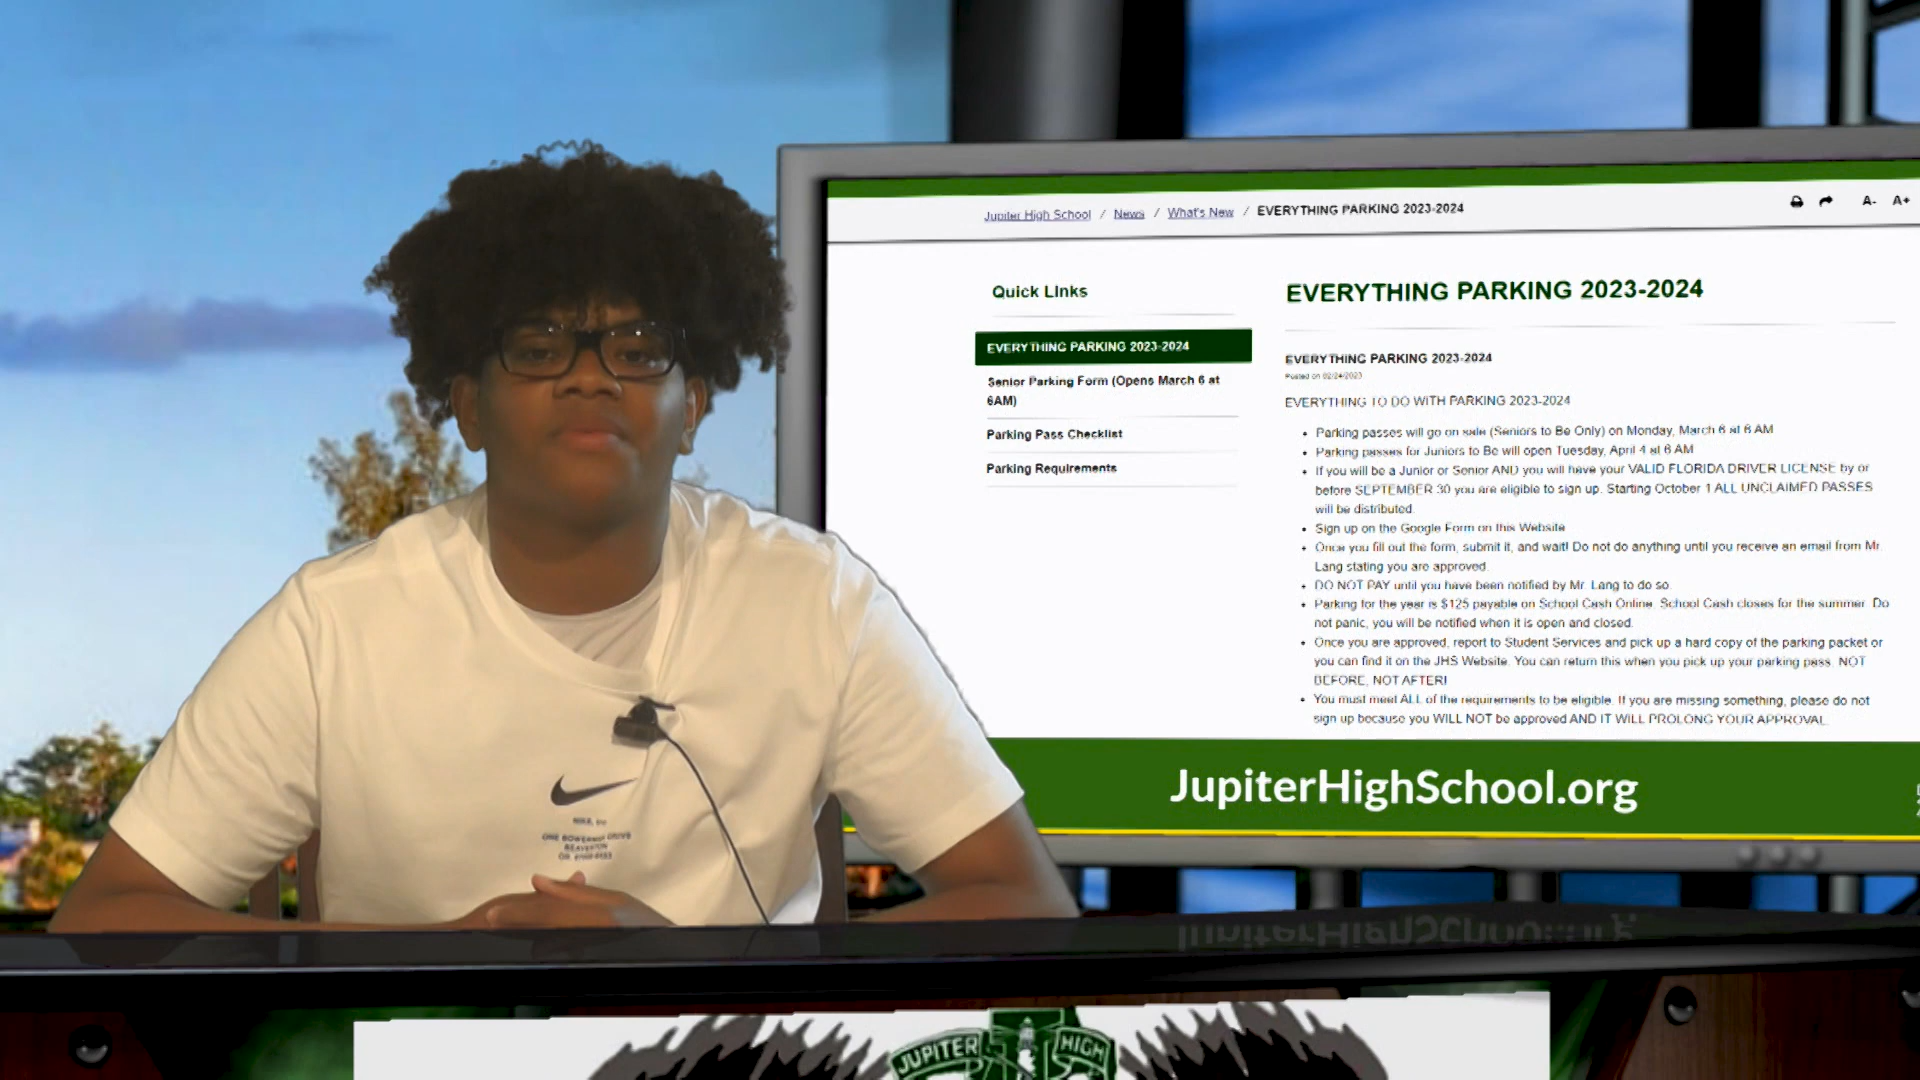 Jupiter High School / News / What's New / EVERYTHING PARKING 2023-2024
A- A+
Quick Links
EVERYTHING PARKING 2023-2024
Senior Parking Form (Opens March 6 at
6AM)
Parking Pass Checklist
Parking Requirements
EVERYTHING PARKING 2023-2024
EVERYTHING PARKING 2023-2024
Posted on 02/24/2023
EVERYTHING TO DO WITH PARKING 2023-2024
• Parking passes will go on sale (Seniors to Be Only) on Monday, March 6 at 6 AM
• Parking passes for Juniors to Be will open Tuesday, April 4 at 6 AM
• If you will be a Junior or Senior AND you will have your VALID FLORIDA DRIVER LICENSE by or
before SEPTEMBER 30 you are eligible to sign up. Starting October 1 ALL UNCLAIMED PASSES
will be distributed.
• Sign up on the Google Form on this Website
• Once you fill out the form, submit it, and wait! Do not do anything until you receive an email from Mr.
Lang stating you are approved.
• DO NOT PAY until you have been notified by Mr. Lang to do so.
• Parking for the year is $125 payable on School Cash Online. School Cash closes for the summer. Do
not panic, you will be notified when it is open and closed.
• Once you are approved, report to Student Services and pick up a hard copy of the parking packet or
you can find it on the JHS Website. You can return this when you pick up your parking pass. NOT
BEFORE, NOT AFTER!
• You must meet ALL of the requirements to be eligible. If you are missing something, please do not
sign up because you WILL NOT be approved AND IT WILL PROLONG YOUR APPROVAL.
JupiterHighSchool.org
NIKE,
ONE BOWERMAN DRIVE
BEAVERTON
OR.
JUPITER HIGH